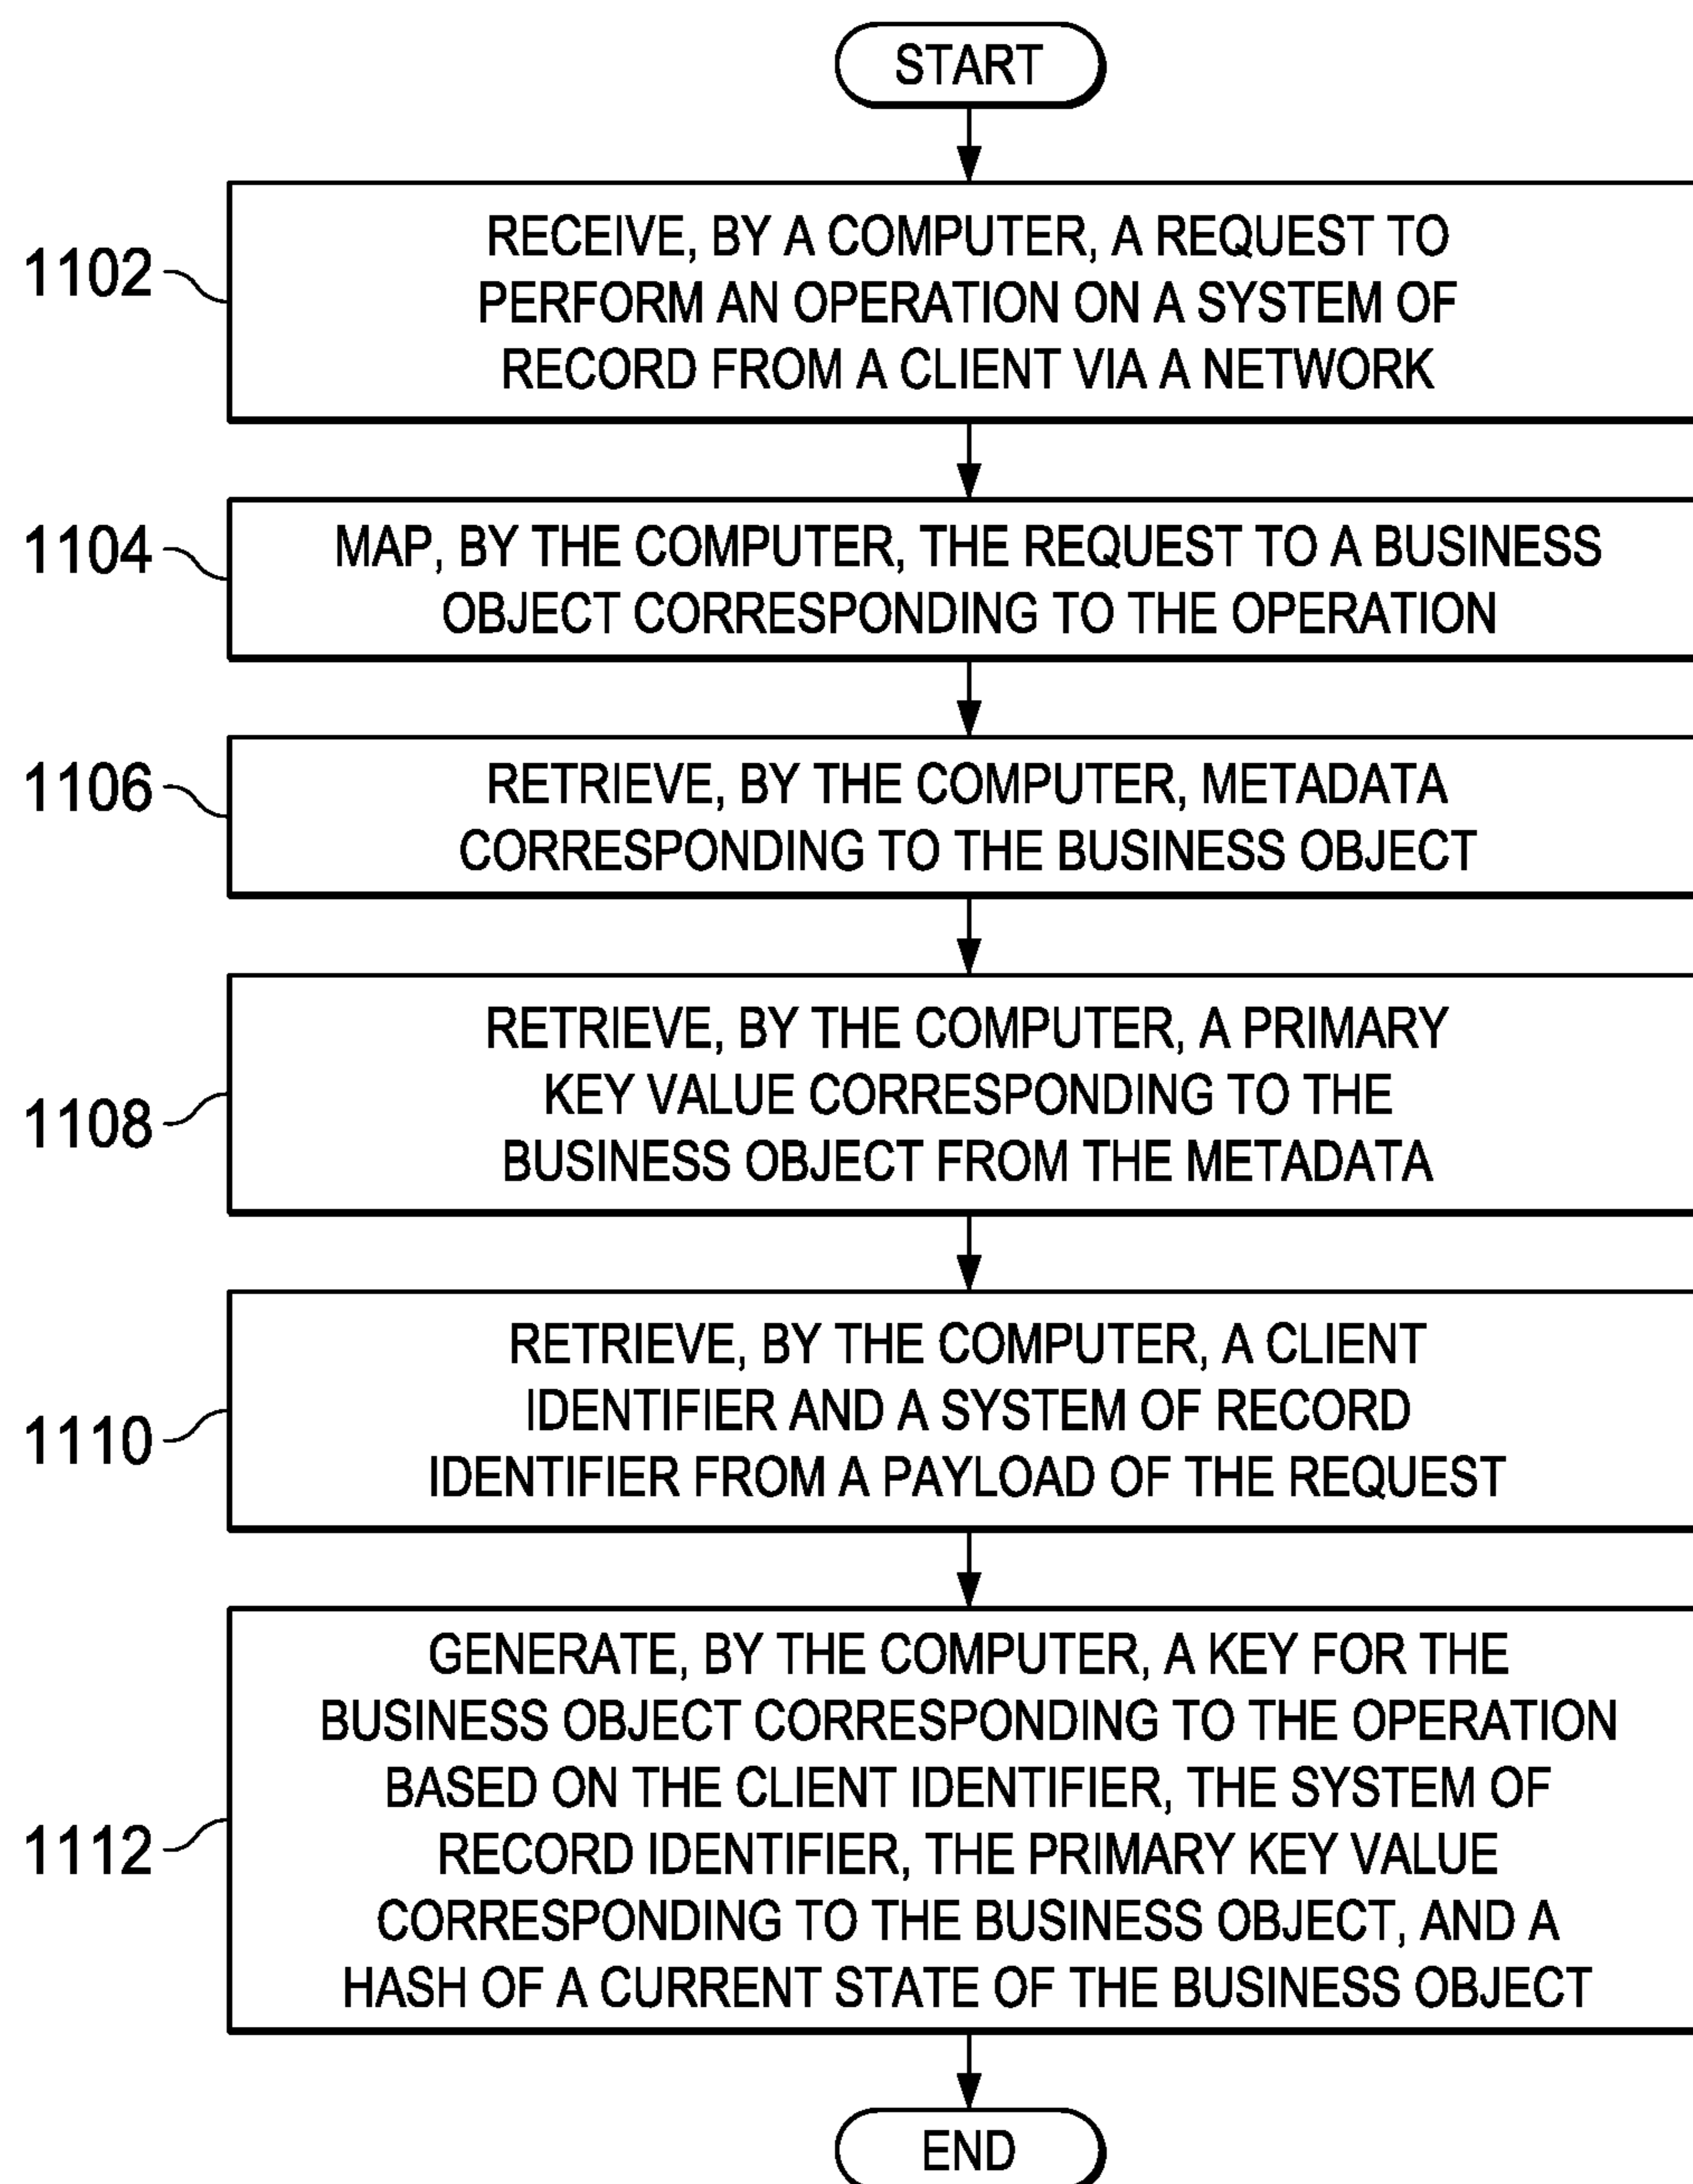 START
1102
RECEIVE, BY A COMPUTER, A REQUEST TO
PERFORM AN OPERATION ON A SYSTEM OF
RECORD FROM A CLIENT VIA A NETWORK
1104
MAP, BY THE COMPUTER, THE REQUEST TO A BUSINESS
OBJECT CORRESPONDING TO THE OPERATION
1106
RETRIEVE, BY THE COMPUTER, METADATA
CORRESPONDING TO THE BUSINESS OBJECT
1108
RETRIEVE, BY THE COMPUTER, A PRIMARY
KEY VALUE CORRESPONDING TO THE
BUSINESS OBJECT FROM THE METADATA
1110
RETRIEVE, BY THE COMPUTER, A CLIENT
IDENTIFIER AND A SYSTEM OF RECORD
IDENTIFIER FROM A PAYLOAD OF THE REQUEST
1112
GENERATE, BY THE COMPUTER, A KEY FOR THE
BUSINESS OBJECT CORRESPONDING TO THE OPERATION
BASED ON THE CLIENT IDENTIFIER, THE SYSTEM OF
RECORD IDENTIFIER, THE PRIMARY KEY VALUE
CORRESPONDING TO THE BUSINESS OBJECT, AND A
HASH OF A CURRENT STATE OF THE BUSINESS OBJECT
END